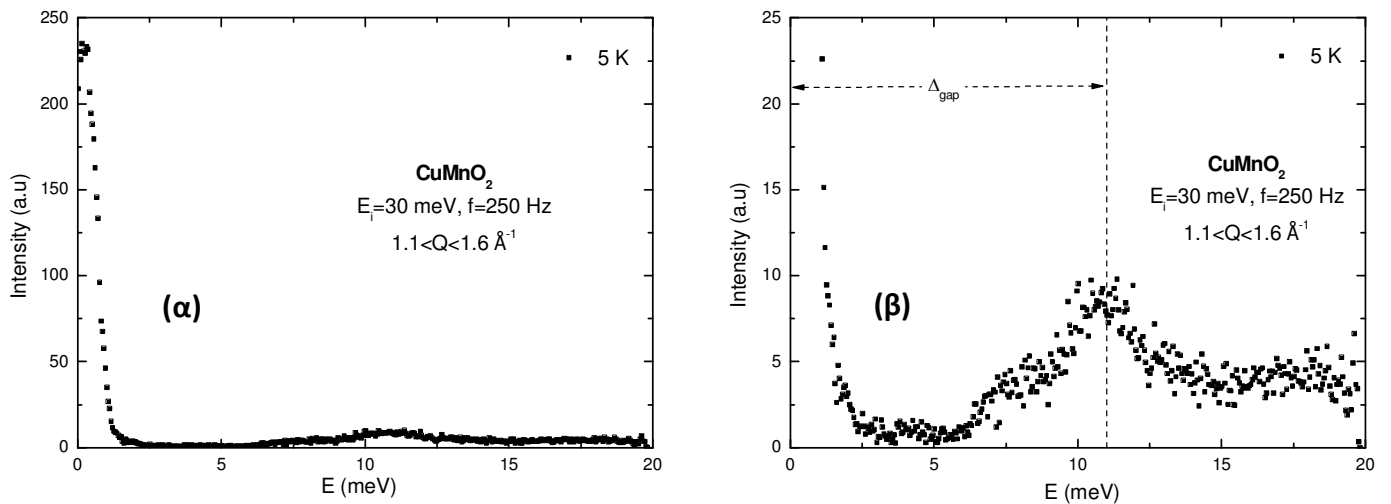 250
200
150
100
50
0
0
5
10
15
20
Intensity (a.u)
E (meV)
5 K
CuMnO₂
Eᵢ=30 meV, f=250 Hz
1.1<Q<1.6 Å⁻¹
(α)
25
20
15
10
5
0
0
5
10
15
20
Intensity (a.u)
E (meV)
5 K
Δgap
CuMnO₂
Eᵢ=30 meV, f=250 Hz
1.1<Q<1.6 Å⁻¹
(β)